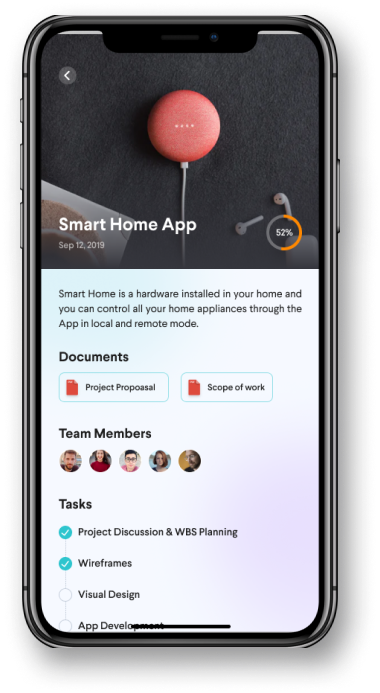 Smart Home App
Sep 12, 2019
52%
Smart Home is a hardware installed in your home and
you can control all your home appliances through the
App in local and remote mode.
Documents
Project Propoasal
Scope of work
Team Members
Tasks
Project Discussion & WBS Planning
Wireframes
Visual Design
App Development